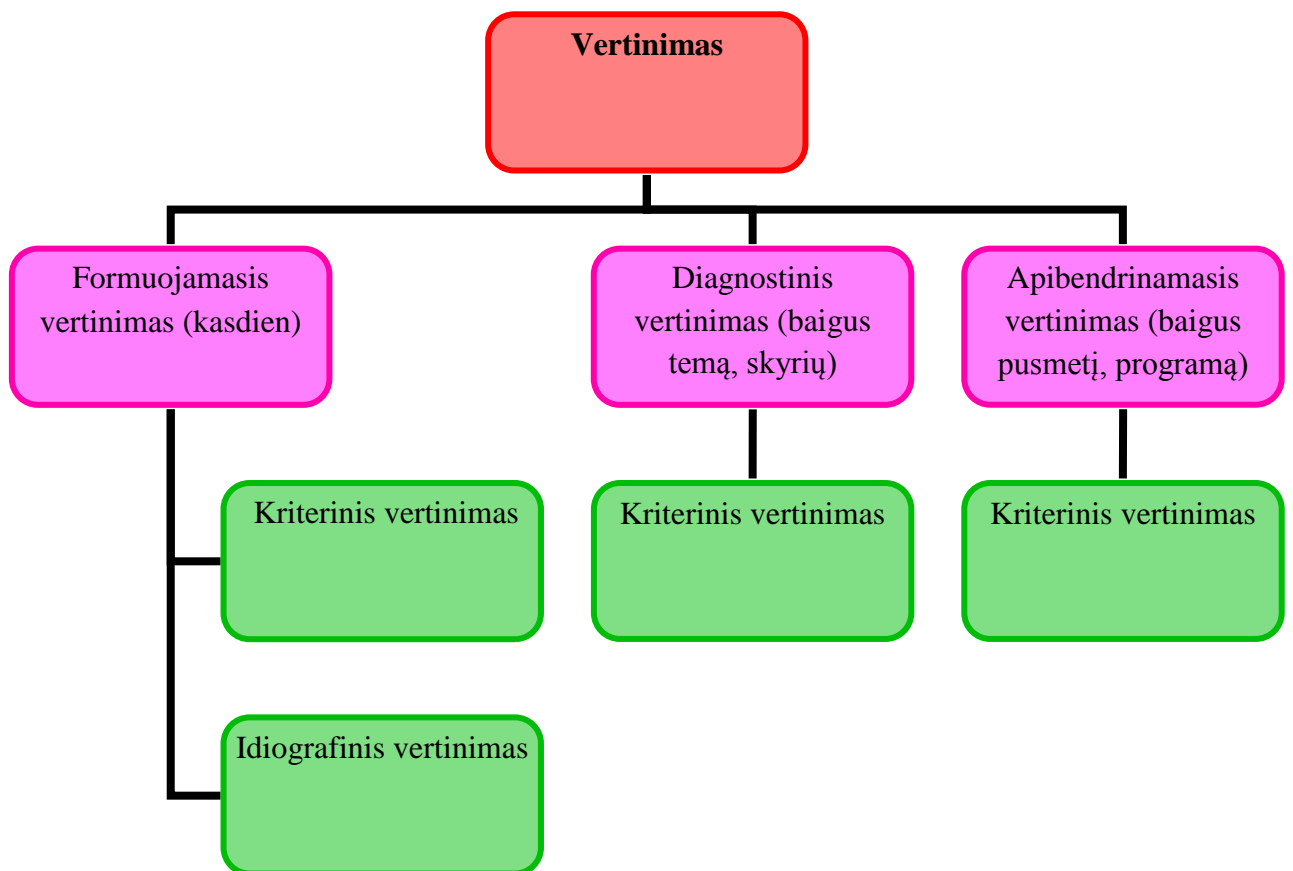 Vertinimas
Formuojamasis
vertinimas (kasdien)
Diagnostinis
vertinimas (baigus
temą, skyrių)
Apibendrinamasis
vertinimas (baigus
pusmetį, programą)
Kriterinis vertinimas
Kriterinis vertinimas
Kriterinis vertinimas
Idiografinis vertinimas